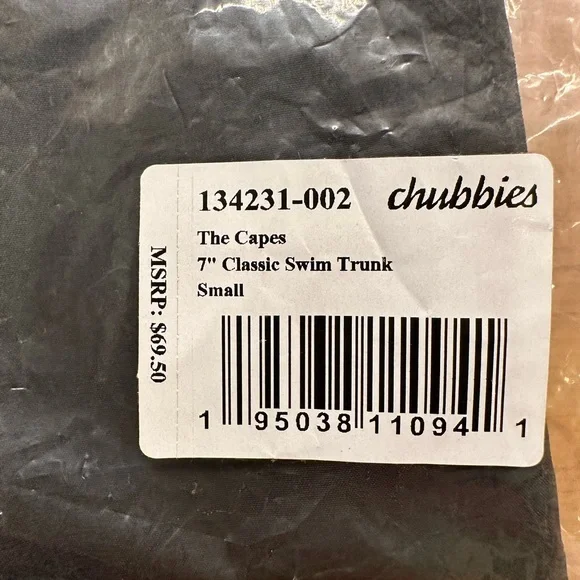 134231-002 chubbies
The Capes
7" Classic Swim Trunk
Small
MSRP: $69.50
1 95038 11094 1